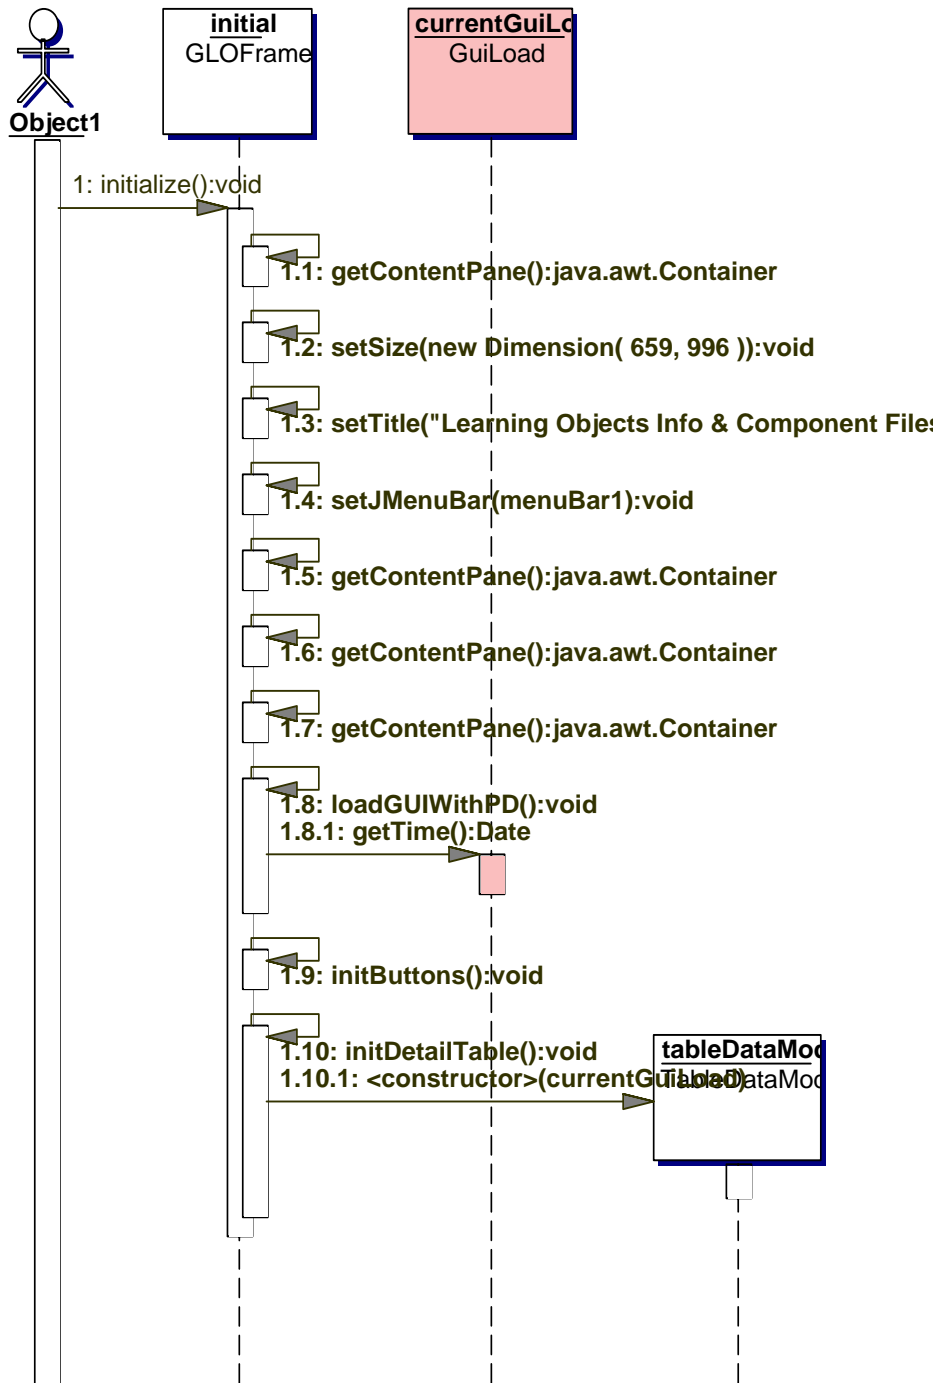 Object1
initial
GLOFrame
currentGuiLo
GuiLoad
1: initialize():void
1.1: getContentPane():java.awt.Container
1.2: setSize(new Dimension( 659, 996 )):void
1.3: setTitle("Learning Objects Info & Component Files
1.4: setJMenuBar(menuBar1):void
1.5: getContentPane():java.awt.Container
1.6: getContentPane():java.awt.Container
1.7: getContentPane():java.awt.Container
1.8: loadGUIWithPD():void
1.8.1: getTime():Date
1.9: initButtons():void
1.10: initDetailTable():void
1.10.1: <constructor>(currentGuiLoad)
tableDataMod
TableDataMod